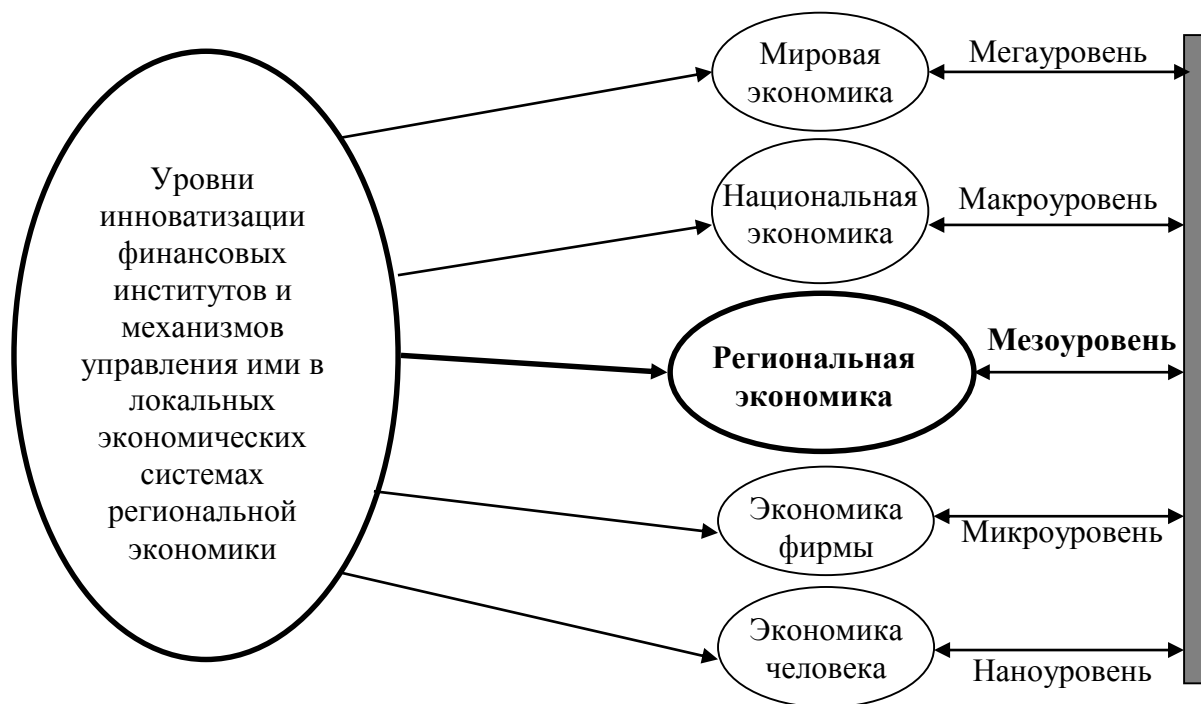 Уровни
инноватизации
финансовых
институтов и
механизмов
управления ими в
локальных
экономических
системах
региональной
экономики
Мировая
экономика
Мегауровень
Национальная
экономика
Макроуровень
Региональная
экономика
Мезоуровень
Экономика
фирмы
Микроуровень
Экономика
человека
Наноуровень